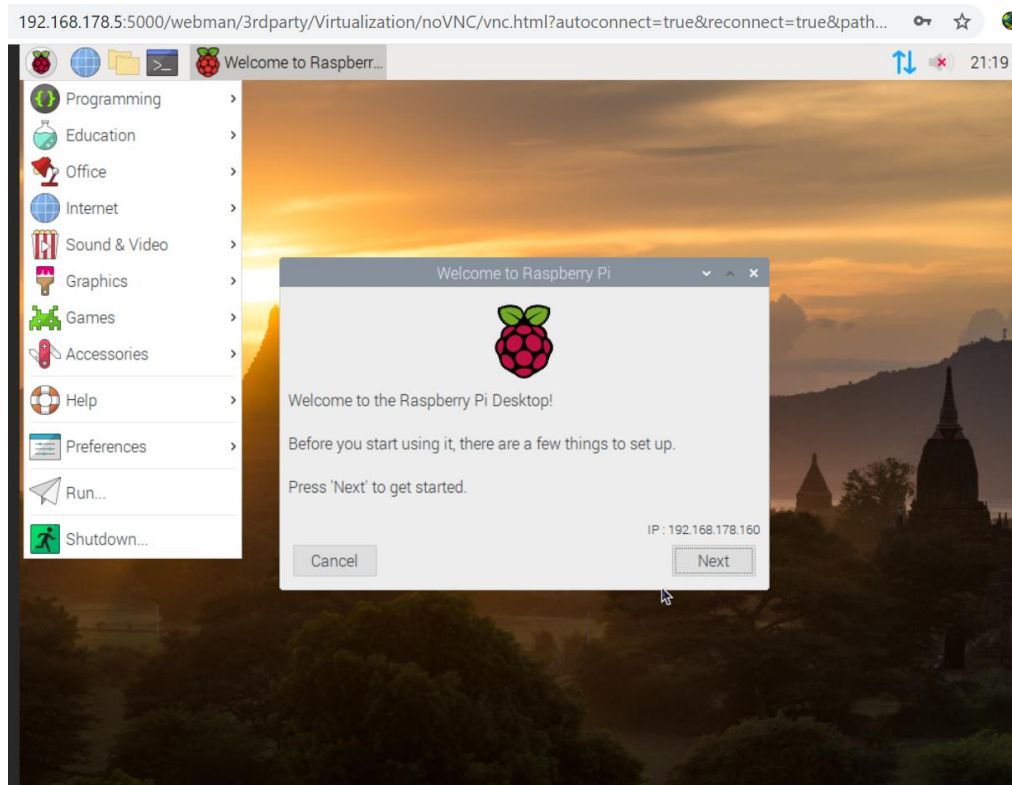 192.168.178.5:5000/webman/3rdparty/Virtualization/noVNC/vnc.html?autoconnect=true&reconnect=true&path...
Welcome to Raspberr...
21:19
Programming
Education
Office
Internet
Sound & Video
Graphics
Games
Accessories
Help
Preferences
Run...
Shutdown...
Welcome to Raspberry Pi
Welcome to the Raspberry Pi Desktop!
Before you start using it, there are a few things to set up.
Press 'Next' to get started.
IP : 192.168.178.160
Cancel
Next